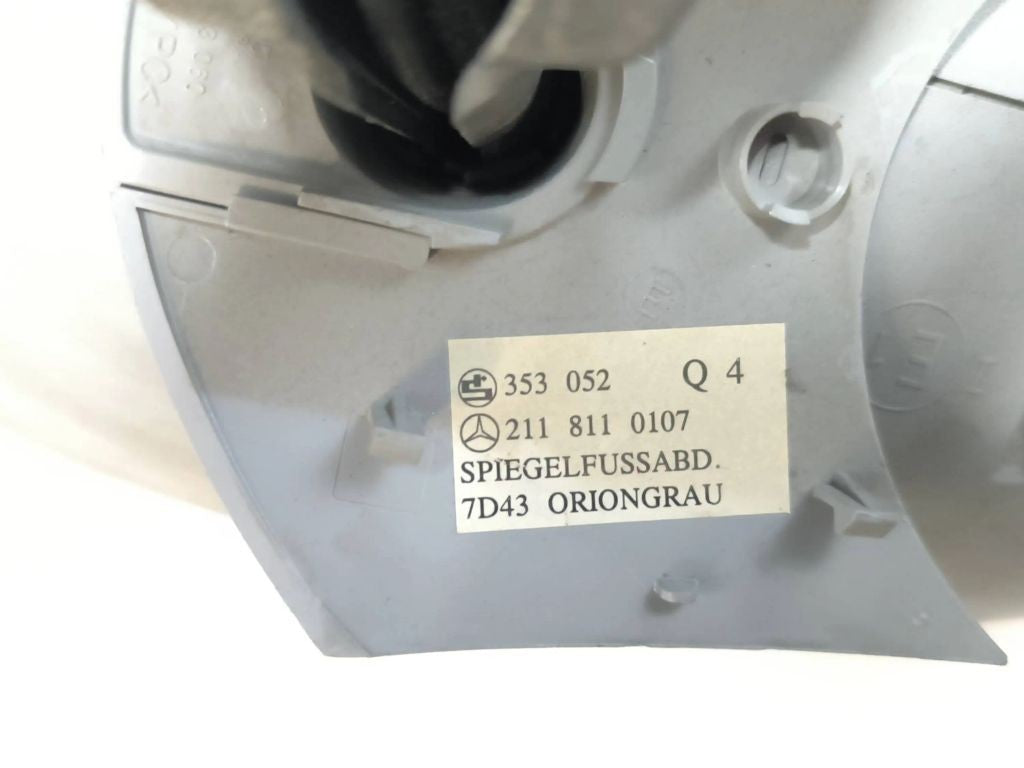 353 052 Q 4
211 811 0107
SPIEGELFUSSABD.
7D43 ORIONGRAU